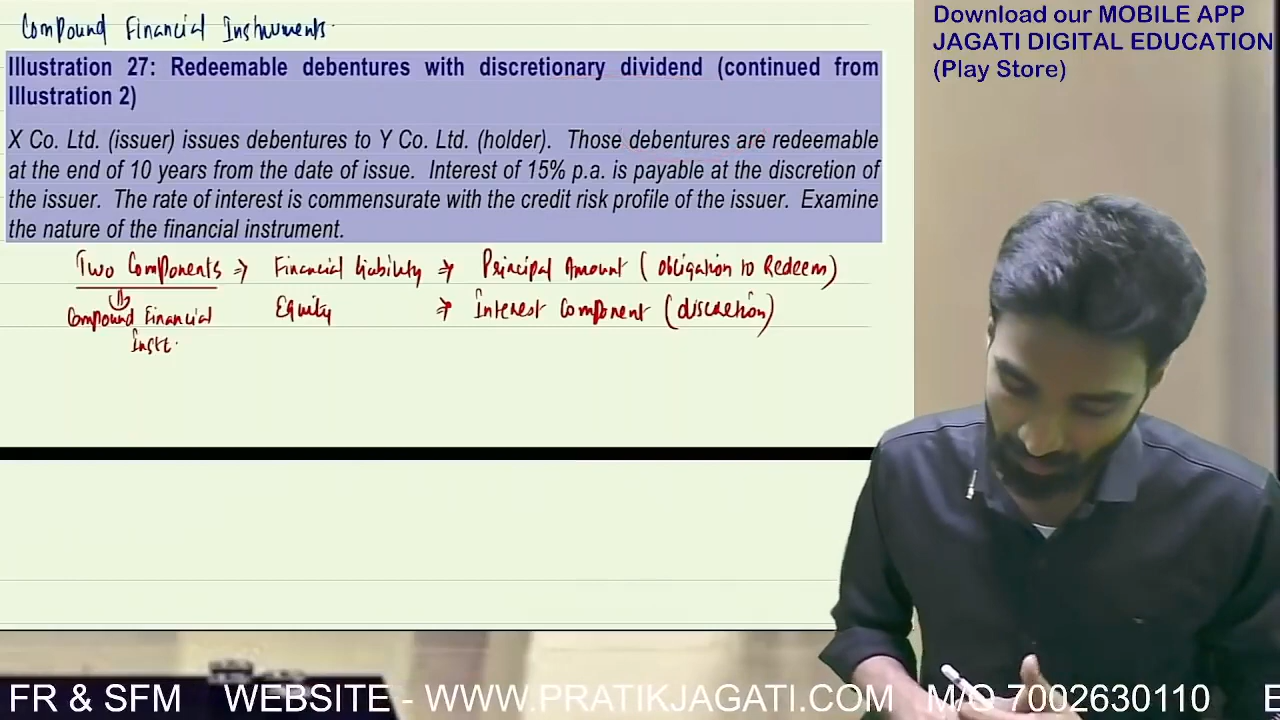 Compound Financial Instruments.
Download our MOBILE APP
JAGATI DIGITAL EDUCATION
(Play Store)
Illustration 27: Redeemable debentures with discretionary dividend (continued from
Illustration 2)
X Co. Ltd. (issuer) issues debentures to Y Co. Ltd. (holder). Those debentures are redeemable
at the end of 10 years from the date of issue. Interest of 15% p.a. is payable at the discretion of
the issuer. The rate of interest is commensurate with the credit risk profile of the issuer. Examine
the nature of the financial instrument.
Two Components ⇒ Financial liability ⇒ Principal Amount (obligation to Redeem)
Equity ⇒ Interest Component (discretion)
Compound Financial
Instt.
FR & SFM WEBSITE - WWW.PRATIKJAGATI.COM M/O 7002630110 E